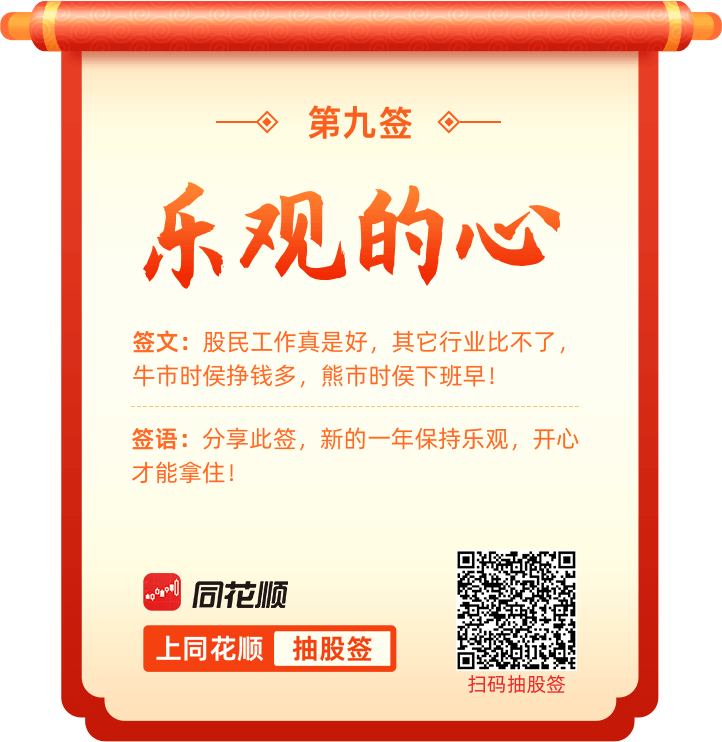 第九签
乐观的心
签文：股民工作真是好，其它行业比不了，
牛市时侯挣钱多，熊市时侯下班早！
签语：分享此签，新的一年保持乐观，开心
才能拿住！
同花顺
上同花顺 抽股签
扫码抽股签